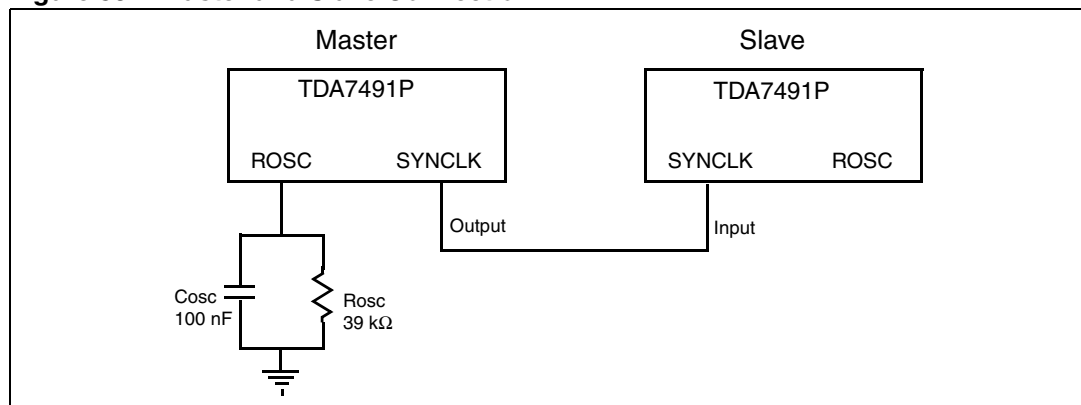 Master Slave
TDA7491P TDA7491P
ROSC SYNCLK SYNCLK ROSC
Output Input
Cosc Rosc
100 nF 39 kΩ